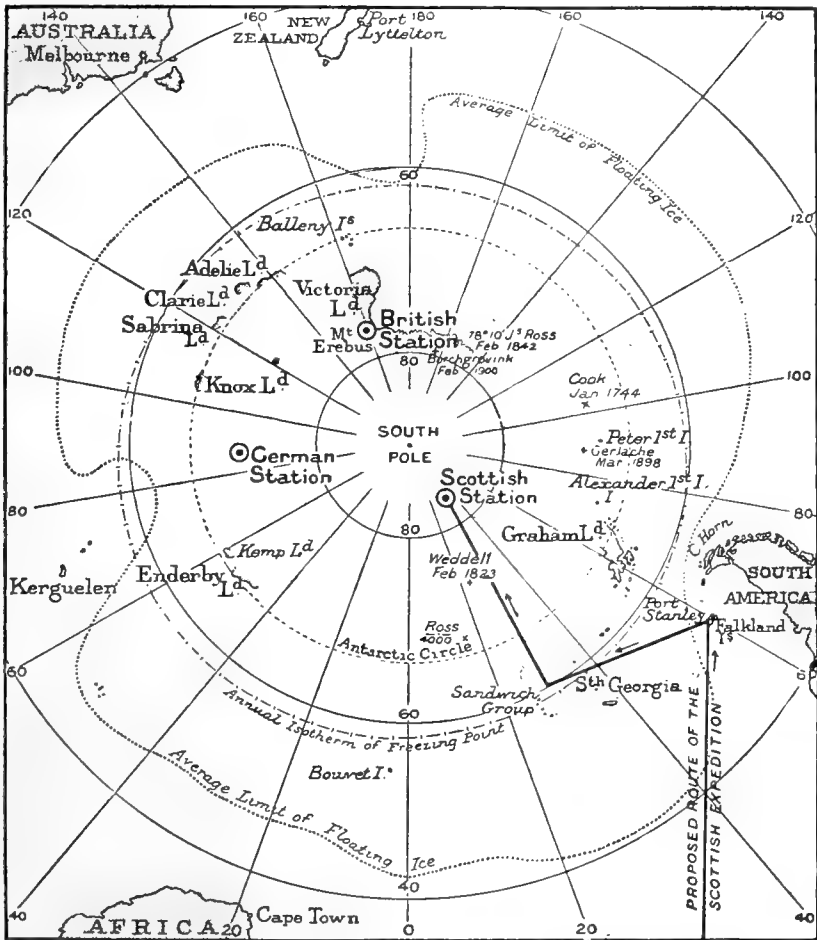 140
160
180
160
140
AUSTRALIA
Melbourne
NEW
ZEALAND
Port
Lyttelton
Average Limit of Floating Ice
60
120
120
Balleny Is
Adelie Ld
Clarie Ld
Sabrina
Ld
Victoria
Ld
Mt
Erebus
British
Station
78°10' Js Ross
Feb 1842
Borchgrevink
Feb 1900
80
Knox Ld
Cook
Jan 1744
100
100
SOUTH
POLE
German
Station
Peter 1st I
Gerlache
Mar 1898
Scottish
Station
Alexander 1st I.
80
80
80
Graham Ld
C Horn
SOUTH
AMERICA
Kemp Ld
Enderby
Ld
Kerguelen
Weddell
Feb 1823
Port
Stanley
Falkland
Is
Ross
Antarctic Circle
60
60
Sandwich
Group
Sth Georgia
60
Annual Isotherm of Freezing Point
Bouvet I.
Average Limit of Floating Ice
PROPOSED ROUTE OF THE
SCOTTISH EXPEDITION
40
40
AFRICA
20
Cape Town
0
20
40